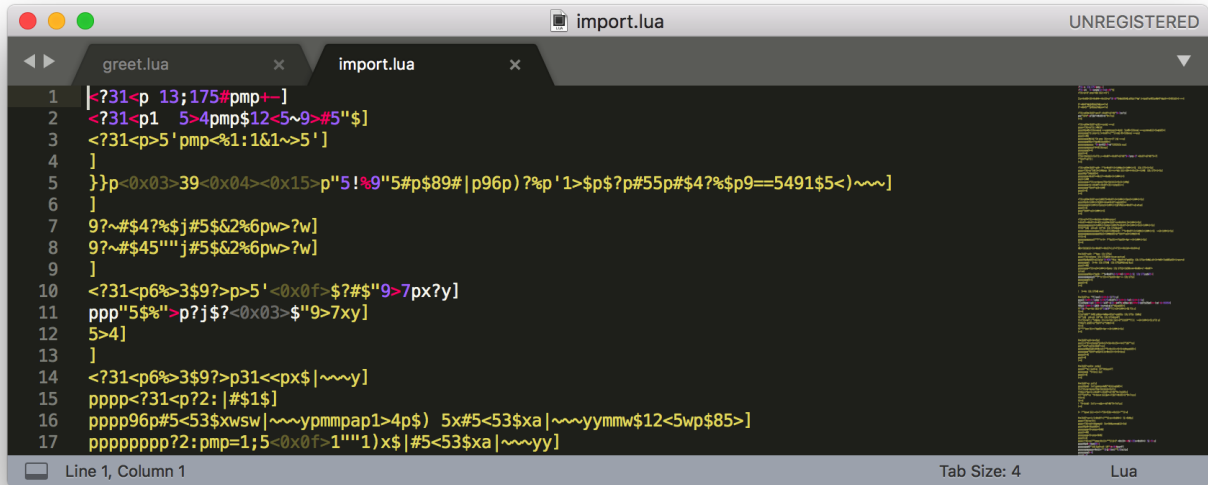 import.lua
UNREGISTERED
greet.lua
import.lua
1 <?31<p 13;175#pmp+-]
2 <?31<p1  5>4pmp$12<5~9>#5"$]
3 <?31<p>5'pmp<%1:1&1~>5']
4 ]
5 }}p<0x03>39<0x04><0x15>p"5!%9"5#p$89#|p96p)?%p'1>$p$?p#55p#$4?%$p9==5491$5<)~~~]
6 ]
7 9?~#$4?%$j#5$&2%6pw>?w]
8 9?~#$45""j#5$&2%6pw>?w]
9 ]
10 <?31<p6%>3$9?>p>5'<0x0f>$?#$"9>7px?y]
11 ppp"5$%">p?j$?<0x03>$"9>7xy]
12 5>4]
13 ]
14 <?31<p6%>3$9?>p31<<px$|~~~y]
15 pppp<?31<p?2:|#$1$]
16 pppp96p#5<53$xwsw|~~~ypmmpap1>4p$) 5x#5<53$xa|~~~yymmw$12<5wp$85>]
17 pppppppp?2:pmp=1;5<0x0f>1""1)x$|#5<53$xa|~~~yy]
Line 1, Column 1
Tab Size: 4
Lua